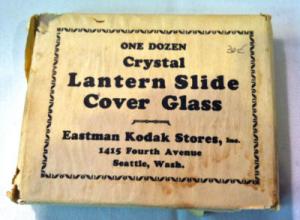 ONE DOZEN
Crystal
Lantern Slide
Cover Glass
Eastman Kodak Stores, Inc.
1415 Fourth Avenue
Seattle, Wash.